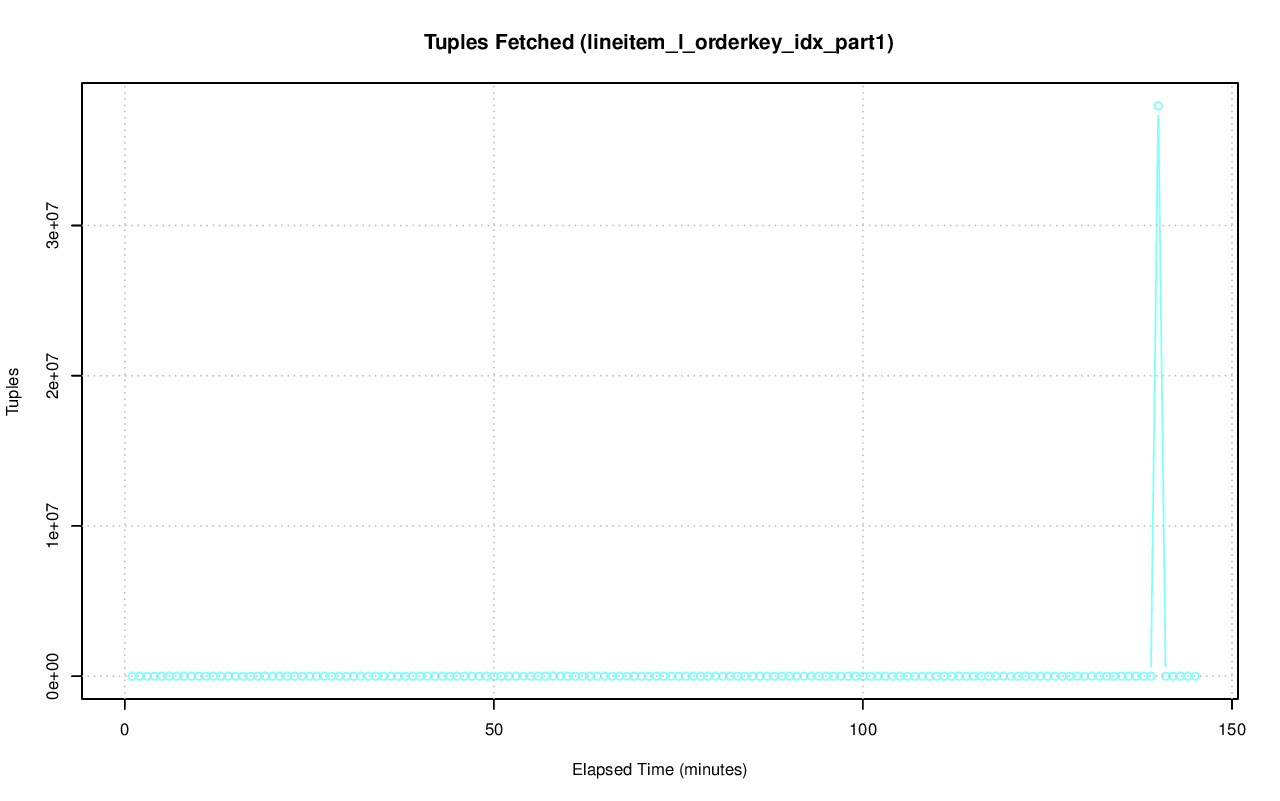 Tuples Fetched (lineitem_l_orderkey_idx_part1)
Tuples
3e+07
2e+07
1e+07
0e+00
0 50 100 150
Elapsed Time (minutes)